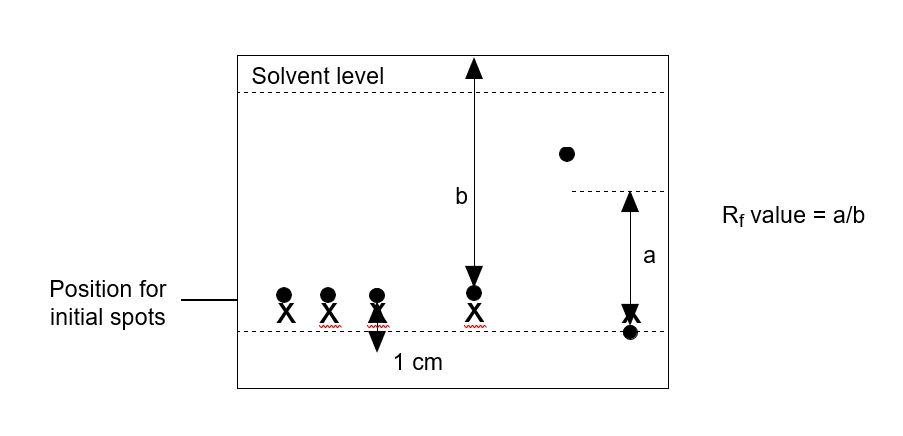 Solvent level
b
Rf value = a/b
a
Position for
initial spots
X X X X X
1 cm